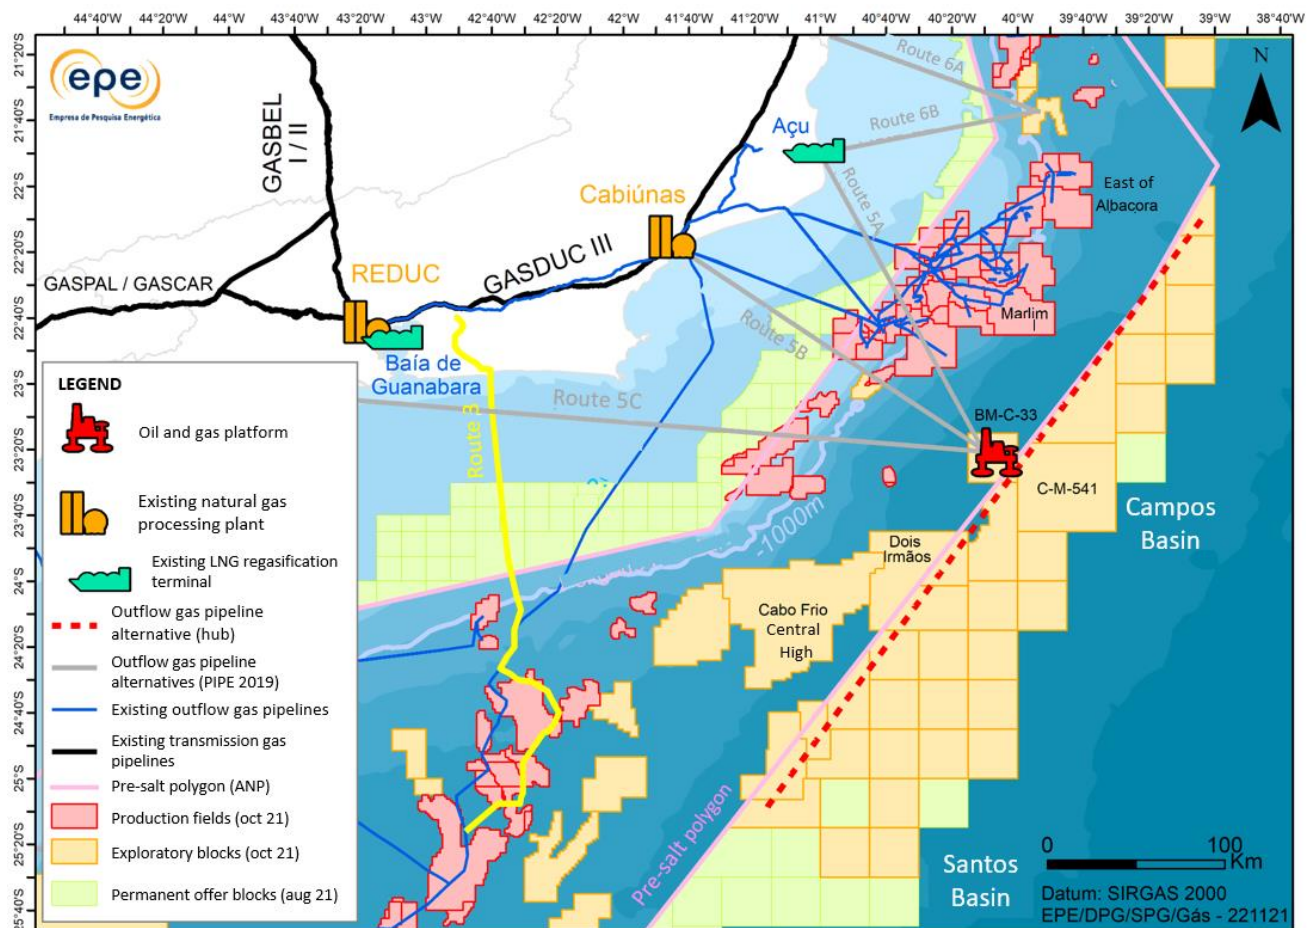 44°40'W 44°20'W 44°0'W 43°40'W 43°20'W 43°0'W 42°40'W 42°20'W 42°0'W 41°40'W 41°20'W 41°0'W 40°40'W 40°20'W 40°W 39°40'W 39°20'W 39°W 38°40'W
21°20'S
21°40'S
22°S
22°20'S
22°40'S
23°S
23°20'S
23°40'S
24°S
24°20'S
24°40'S
25°S
25°20'S
25°40'S
epe
Empresa de Pesquisa Energética
N
GASBEL
I / II
Route 6A
Route 6B
Açu
Route 5A
East of
Albacora
Cabiúnas
GASDUC III
REDUC
GASPAL / GASCAR
Marlim
Baía de
Guanabara
Route 5B
Route 5C
Route 3
BM-C-33
C-M-541
Campos
Basin
-1000m
Dois
Irmãos
Cabo Frio
Central
High
Pre-salt polygon
Santos
Basin
LEGEND
Oil and gas platform
Existing natural gas
processing plant
Existing LNG regasification
terminal
Outflow gas pipeline
alternative (hub)
Outflow gas pipeline
alternatives (PIPE 2019)
Existing outflow gas pipelines
Existing transmission gas
pipelines
Pre-salt polygon (ANP)
Production fields (oct 21)
Exploratory blocks (oct 21)
Permanent offer blocks (aug 21)
0 100
Km
Datum: SIRGAS 2000
EPE/DPG/SPG/Gás - 221121